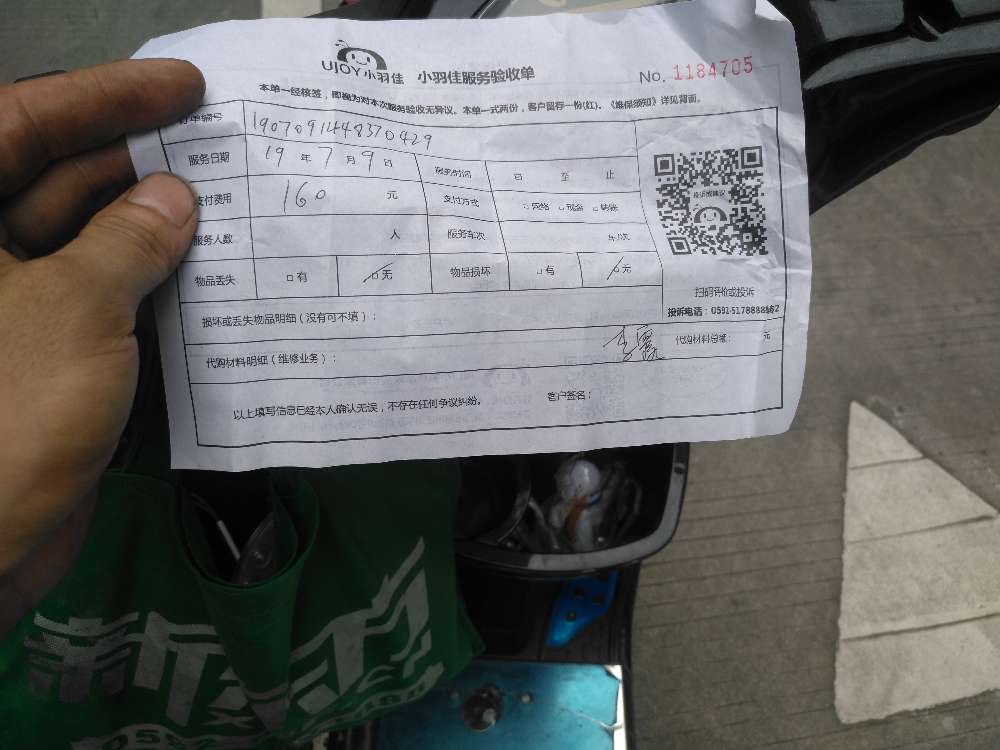 UJOY小羽佳 小羽佳服务验收单 No. 1184705
本单一经核签，即视为对本次服务验收无异议。本单一式两份，客户留存一份(红)。《维保须知》详见背面。
订单编号 1907091448370429
服务日期 19 年 7 月 9 日 服务时间 自 至 止
支付费用 160 元 支付方式 □网络 □现金 □转账
投诉或建议
服务人数 人 服务车次 车/次
物品丢失 □有 □无 物品损坏 □有 □无
扫码评价或投诉
损坏或丢失物品明细（没有可不填）：
代购材料明细（维修业务）： 代购材料总额： 元
以上填写信息已经本人确认无误，不存在任何争议纠纷。 客户签名：